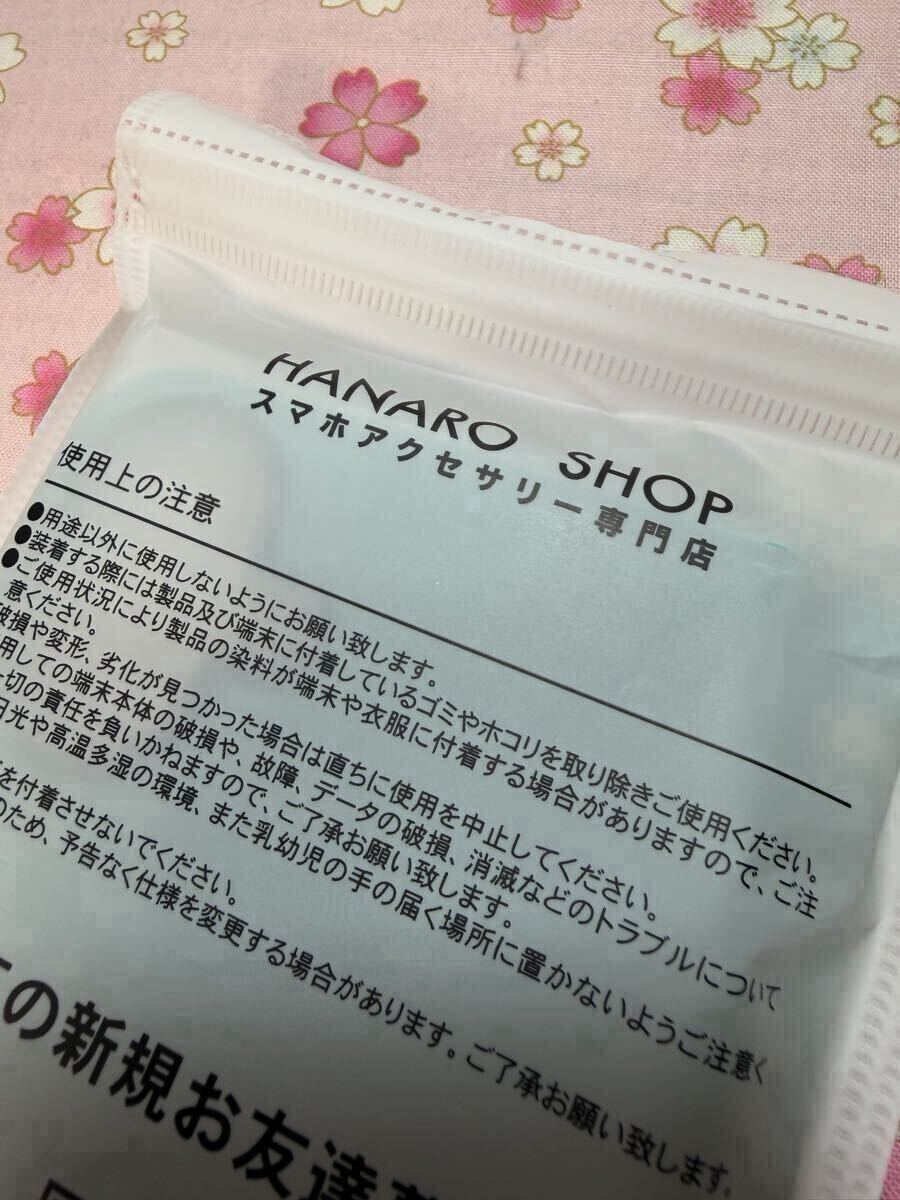 HANARO SHOP
スマホアクセサリー専門店
使用上の注意
●用途以外に使用しないようにお願い致します。
●装着する際には製品及び端末に付着しているゴミやホコリを取り除きご使用ください。
●ご使用状況により製品の染料が端末や衣服に付着する場合がありますので、ご注
意ください。
破損や変形、劣化が見つかった場合は直ちに使用を中止してください。
用しての端末本体の破損や、故障、データの破損、消滅などのトラブルについて
一切の責任を負いかねますので、ご了承お願い致します。
日光や高温多湿の環境、また乳幼児の手の届く場所に置かないようご注意く
を付着させないでください。
のため、予告なく仕様を変更する場合があります。ご了承お願い致します。
の新規お友達